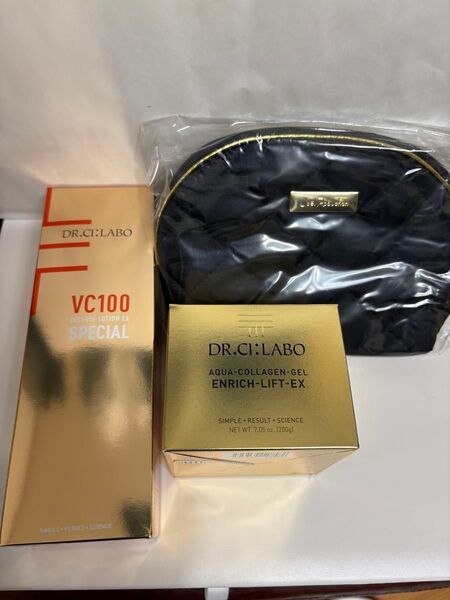 DR.CI:LABO
VC100
ESSENCE LOTION EX
SPECIAL
SIMPLE + RESULT + SCIENCE
DR.CI:LABO
AQUA-COLLAGEN-GEL
ENRICH-LIFT-EX
SIMPLE + RESULT + SCIENCE
NET WT. 7.05 oz. (200g)